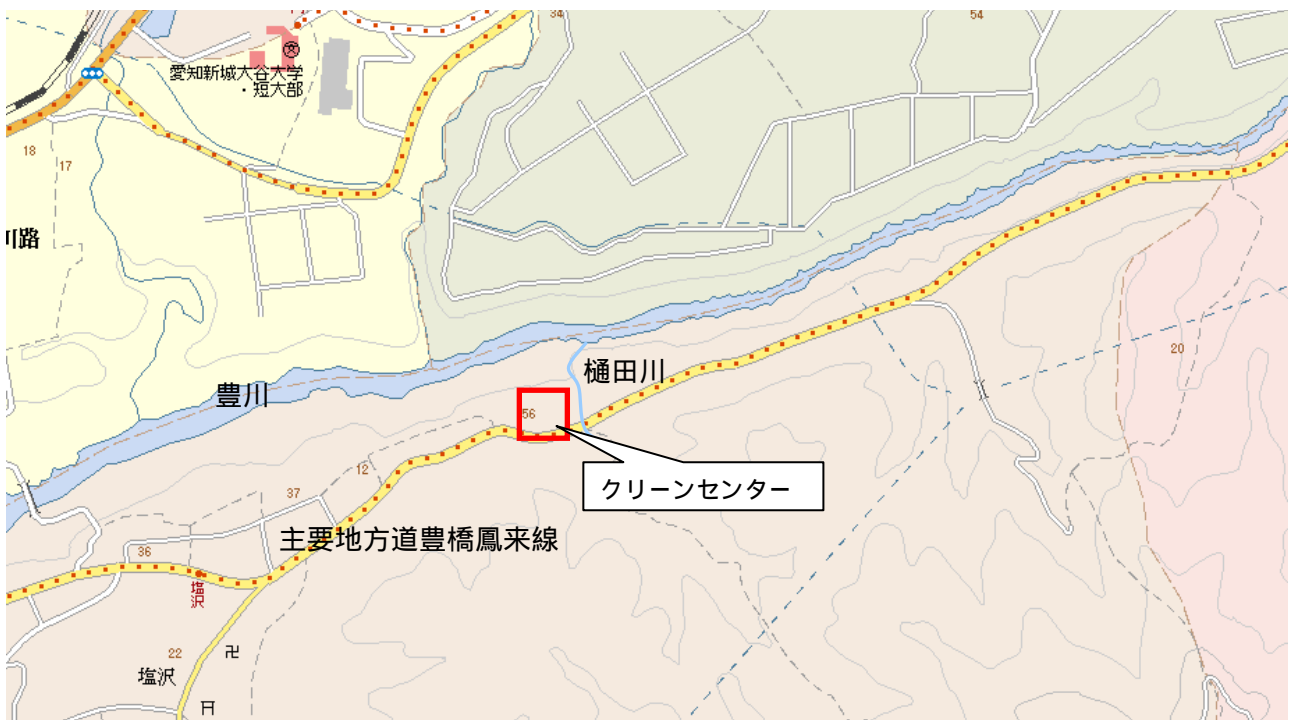 34
54
愛知新城大谷大学
・短大部
18
17
川路
20
豊川
樋田川
56
クリーンセンター
12
37
主要地方道豊橋鳳来線
36
塩沢
22
卍
塩沢